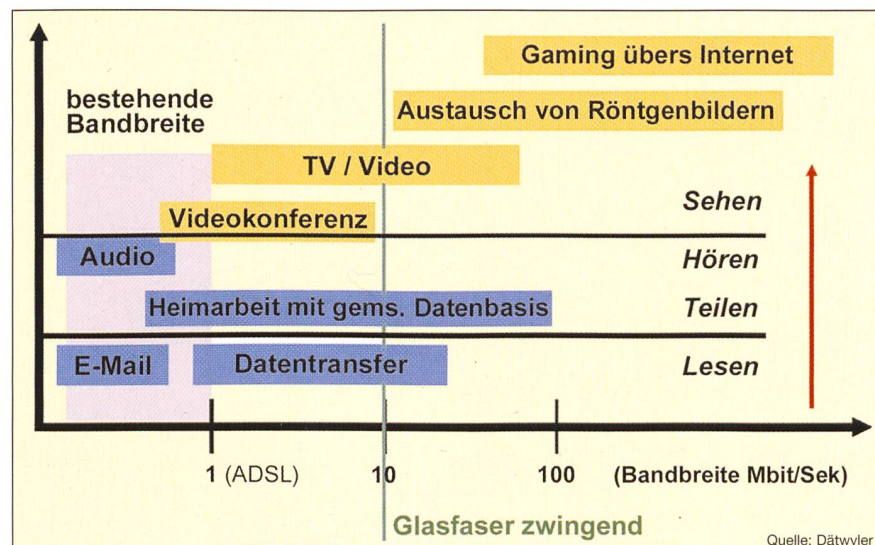 Gaming übers Internet
bestehende
Bandbreite
Austausch von Röntgenbildern
TV / Video
Sehen
Videokonferenz
Audio
Hören
Heimarbeit mit gems. Datenbasis
Teilen
E-Mail
Datentransfer
Lesen
1 (ADSL)
10
100
(Bandbreite Mbit/Sek)
Glasfaser zwingend
Quelle: Dätwyler